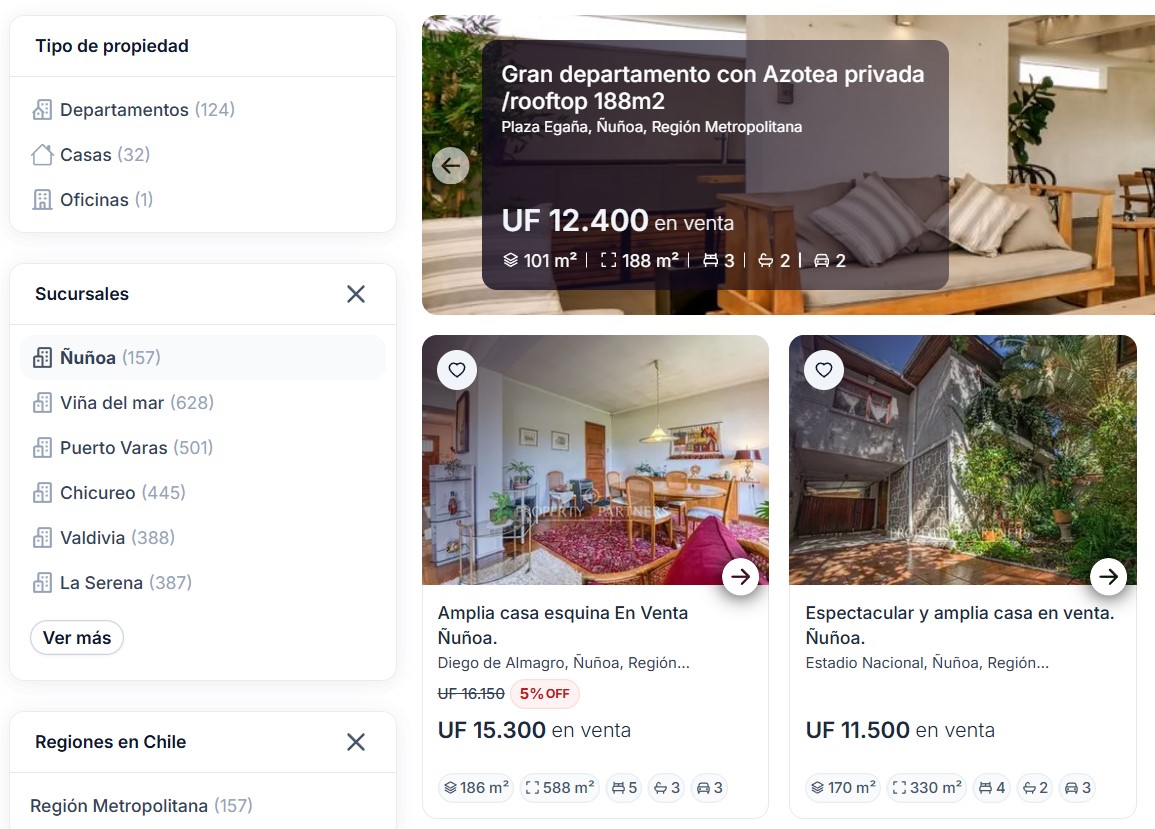 Tipo de propiedad
Departamentos (124)
Casas (32)
Oficinas (1)
Sucursales
Ñuñoa (157)
Viña del mar (628)
Puerto Varas (501)
Chicureo (445)
Valdivia (388)
La Serena (387)
Ver más
Regiones en Chile
Región Metropolitana (157)
Gran departamento con Azotea privada
/rooftop 188m2
Plaza Egaña, Ñuñoa, Región Metropolitana
UF 12.400 en venta
101 m² | 188 m² | 3 | 2 | 2
PROPERTY PARTNERS
Amplia casa esquina En Venta
Ñuñoa.
Diego de Almagro, Ñuñoa, Región...
UF 16.150 5% OFF
UF 15.300 en venta
186 m² 588 m² 5 3 3
PROPERTY PARTNERS
Espectacular y amplia casa en venta.
Ñuñoa.
Estadio Nacional, Ñuñoa, Región...
UF 11.500 en venta
170 m² 330 m² 4 2 3